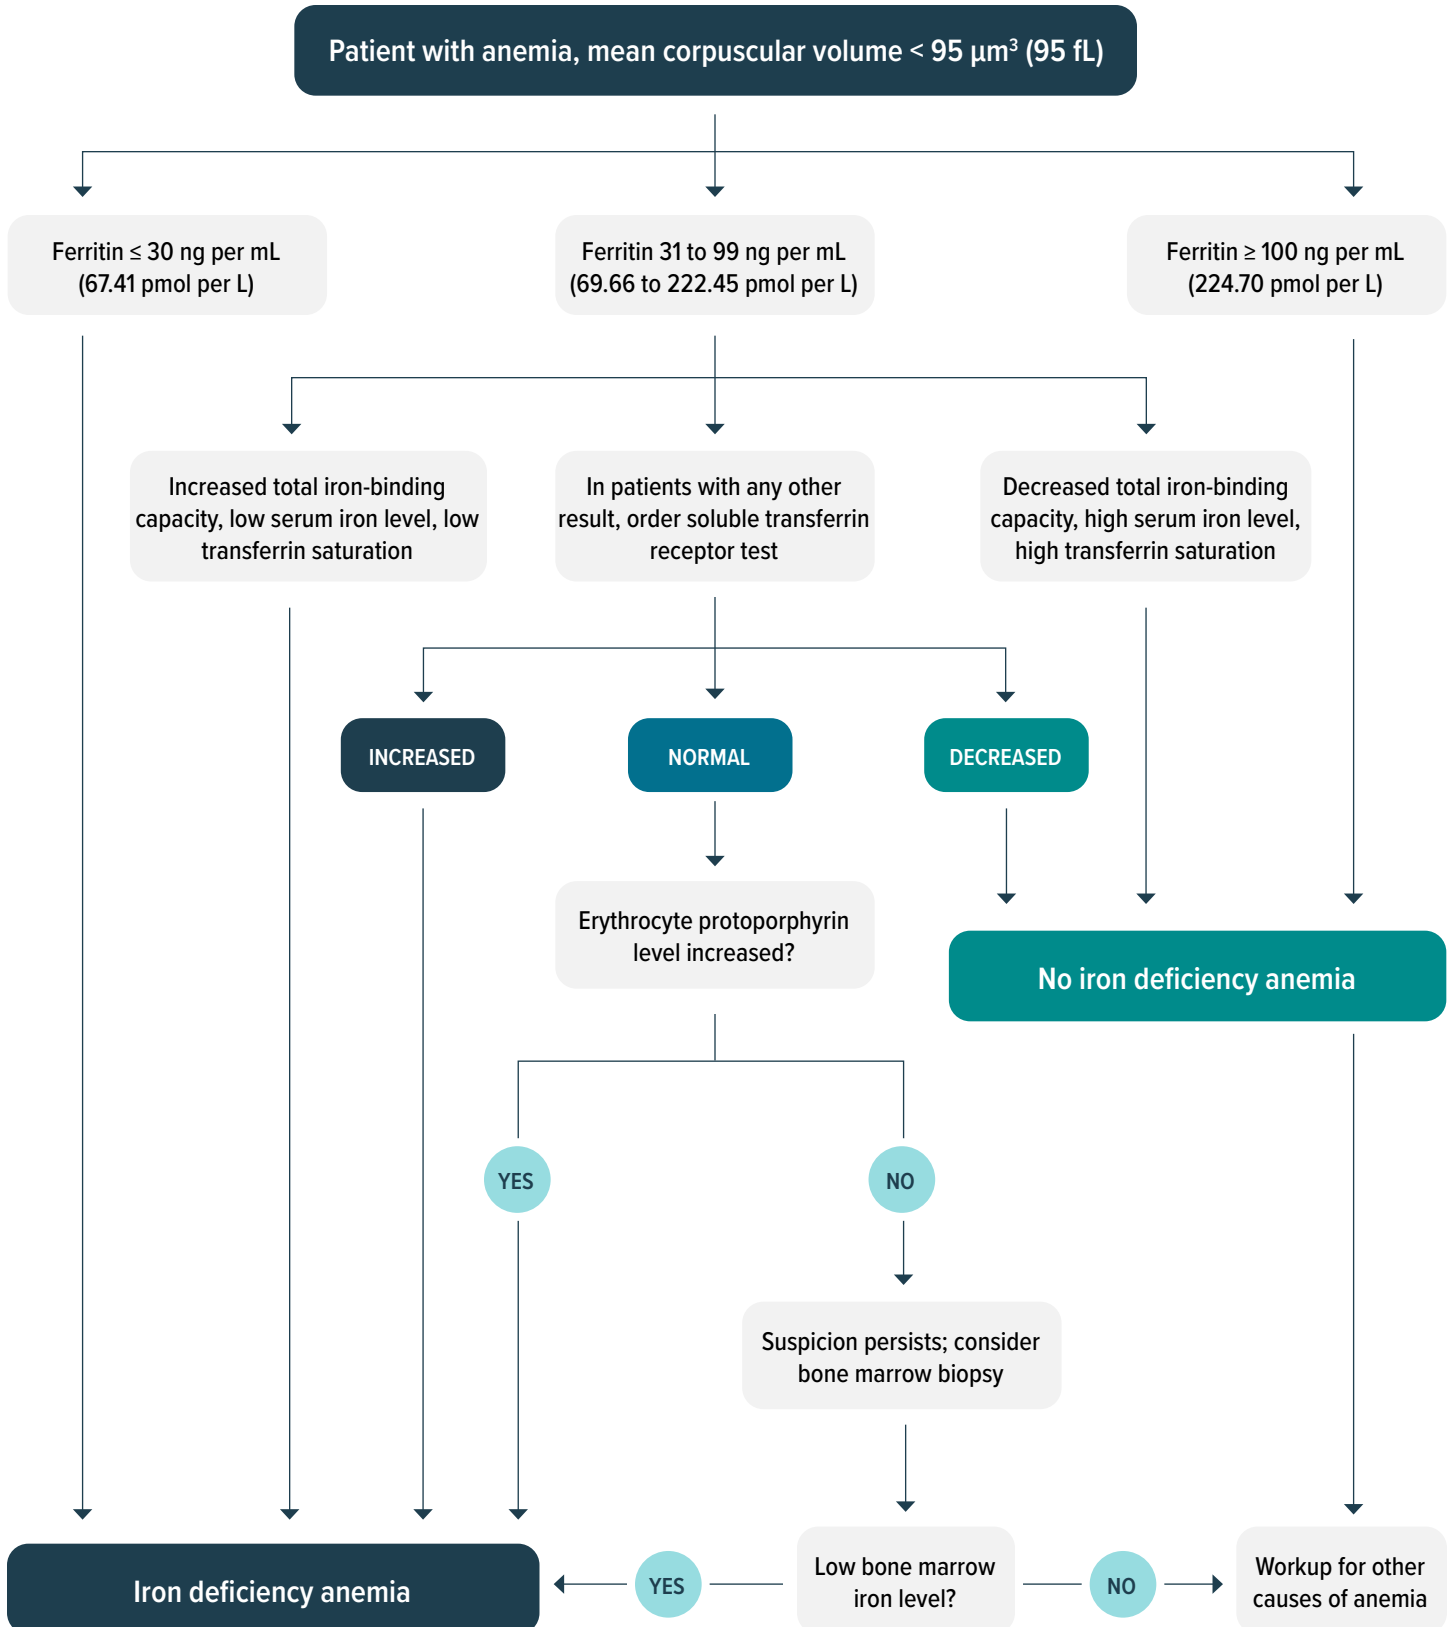 Patient with anemia, mean corpuscular volume < 95 μm³ (95 fL)
Ferritin ≤ 30 ng per mL
(67.41 pmol per L)
Ferritin 31 to 99 ng per mL
(69.66 to 222.45 pmol per L)
Ferritin ≥ 100 ng per mL
(224.70 pmol per L)
Increased total iron-binding
capacity, low serum iron level, low
transferrin saturation
In patients with any other
result, order soluble transferrin
receptor test
Decreased total iron-binding
capacity, high serum iron level,
high transferrin saturation
INCREASED
NORMAL
DECREASED
Erythrocyte protoporphyrin
level increased?
No iron deficiency anemia
YES
NO
Suspicion persists; consider
bone marrow biopsy
Iron deficiency anemia
YES
Low bone marrow
iron level?
NO
Workup for other
causes of anemia